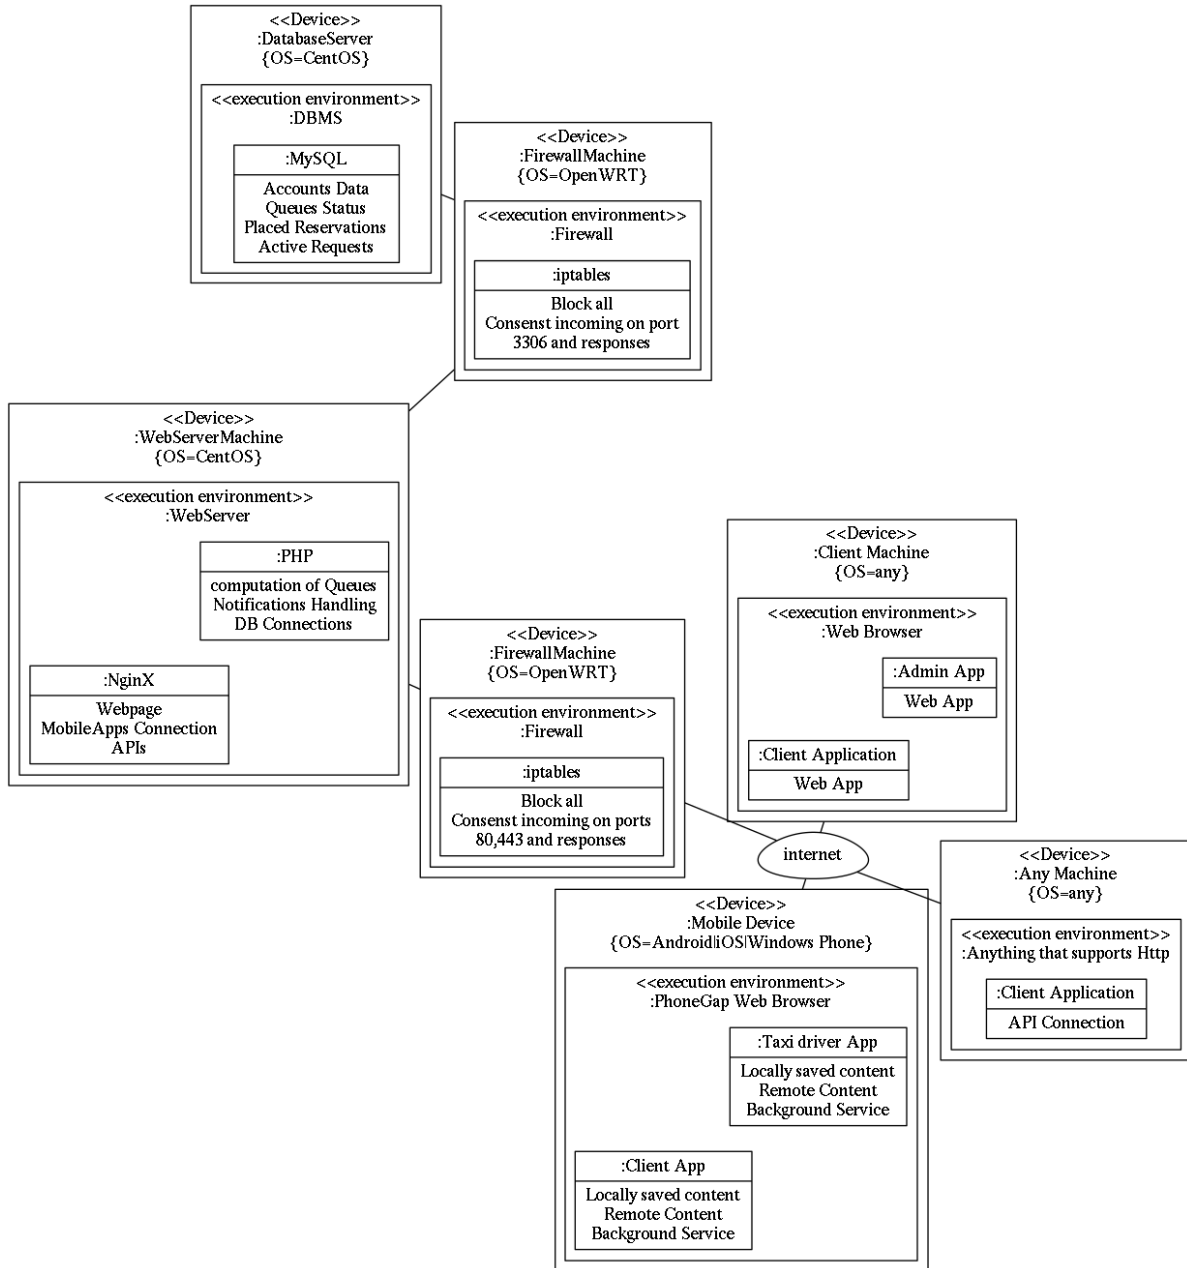 <<Device>>
:DatabaseServer
{OS=CentOS}
<<execution environment>>
:DBMS
:MySQL
Accounts Data
Queues Status
Placed Reservations
Active Requests
<<Device>>
:FirewallMachine
{OS=OpenWRT}
<<execution environment>>
:Firewall
:iptables
Block all
Consenst incoming on port
3306 and responses
<<Device>>
:WebServerMachine
{OS=CentOS}
<<execution environment>>
:WebServer
:PHP
computation of Queues
Notifications Handling
DB Connections
:NginX
Webpage
MobileApps Connection
APIs
<<Device>>
:FirewallMachine
{OS=OpenWRT}
<<execution environment>>
:Firewall
:iptables
Block all
Consenst incoming on ports
80,443 and responses
<<Device>>
:Client Machine
{OS=any}
<<execution environment>>
:Web Browser
:Admin App
Web App
:Client Application
Web App
internet
<<Device>>
:Any Machine
{OS=any}
<<execution environment>>
:Anything that supports Http
:Client Application
API Connection
<<Device>>
:Mobile Device
{OS=Android|iOS|Windows Phone}
<<execution environment>>
:PhoneGap Web Browser
:Taxi driver App
Locally saved content
Remote Content
Background Service
:Client App
Locally saved content
Remote Content
Background Service